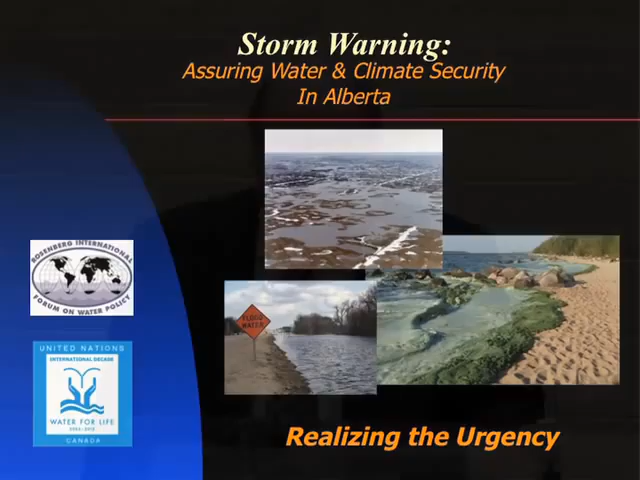 Storm Warning:
Assuring Water & Climate Security
In Alberta
ROSENBERG INTERNATIONAL
FORUM ON WATER POLICY
FLOOD
WATER
UNITED NATIONS
INTERNATIONAL DECADE
WATER FOR LIFE
CANADA
Realizing the Urgency